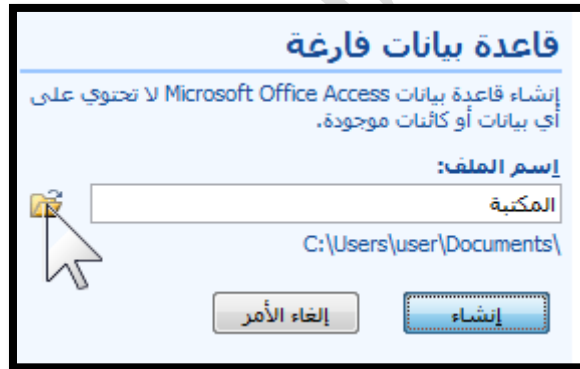 قاعدة بيانات فارغة
إنشاء قاعدة بيانات Microsoft Office Access لا تحتوي على
أي بيانات أو كائنات موجودة.
إسم الملف:
المكتبة
C:\Users\user\Documents\
إنشاء
إلغاء الأمر